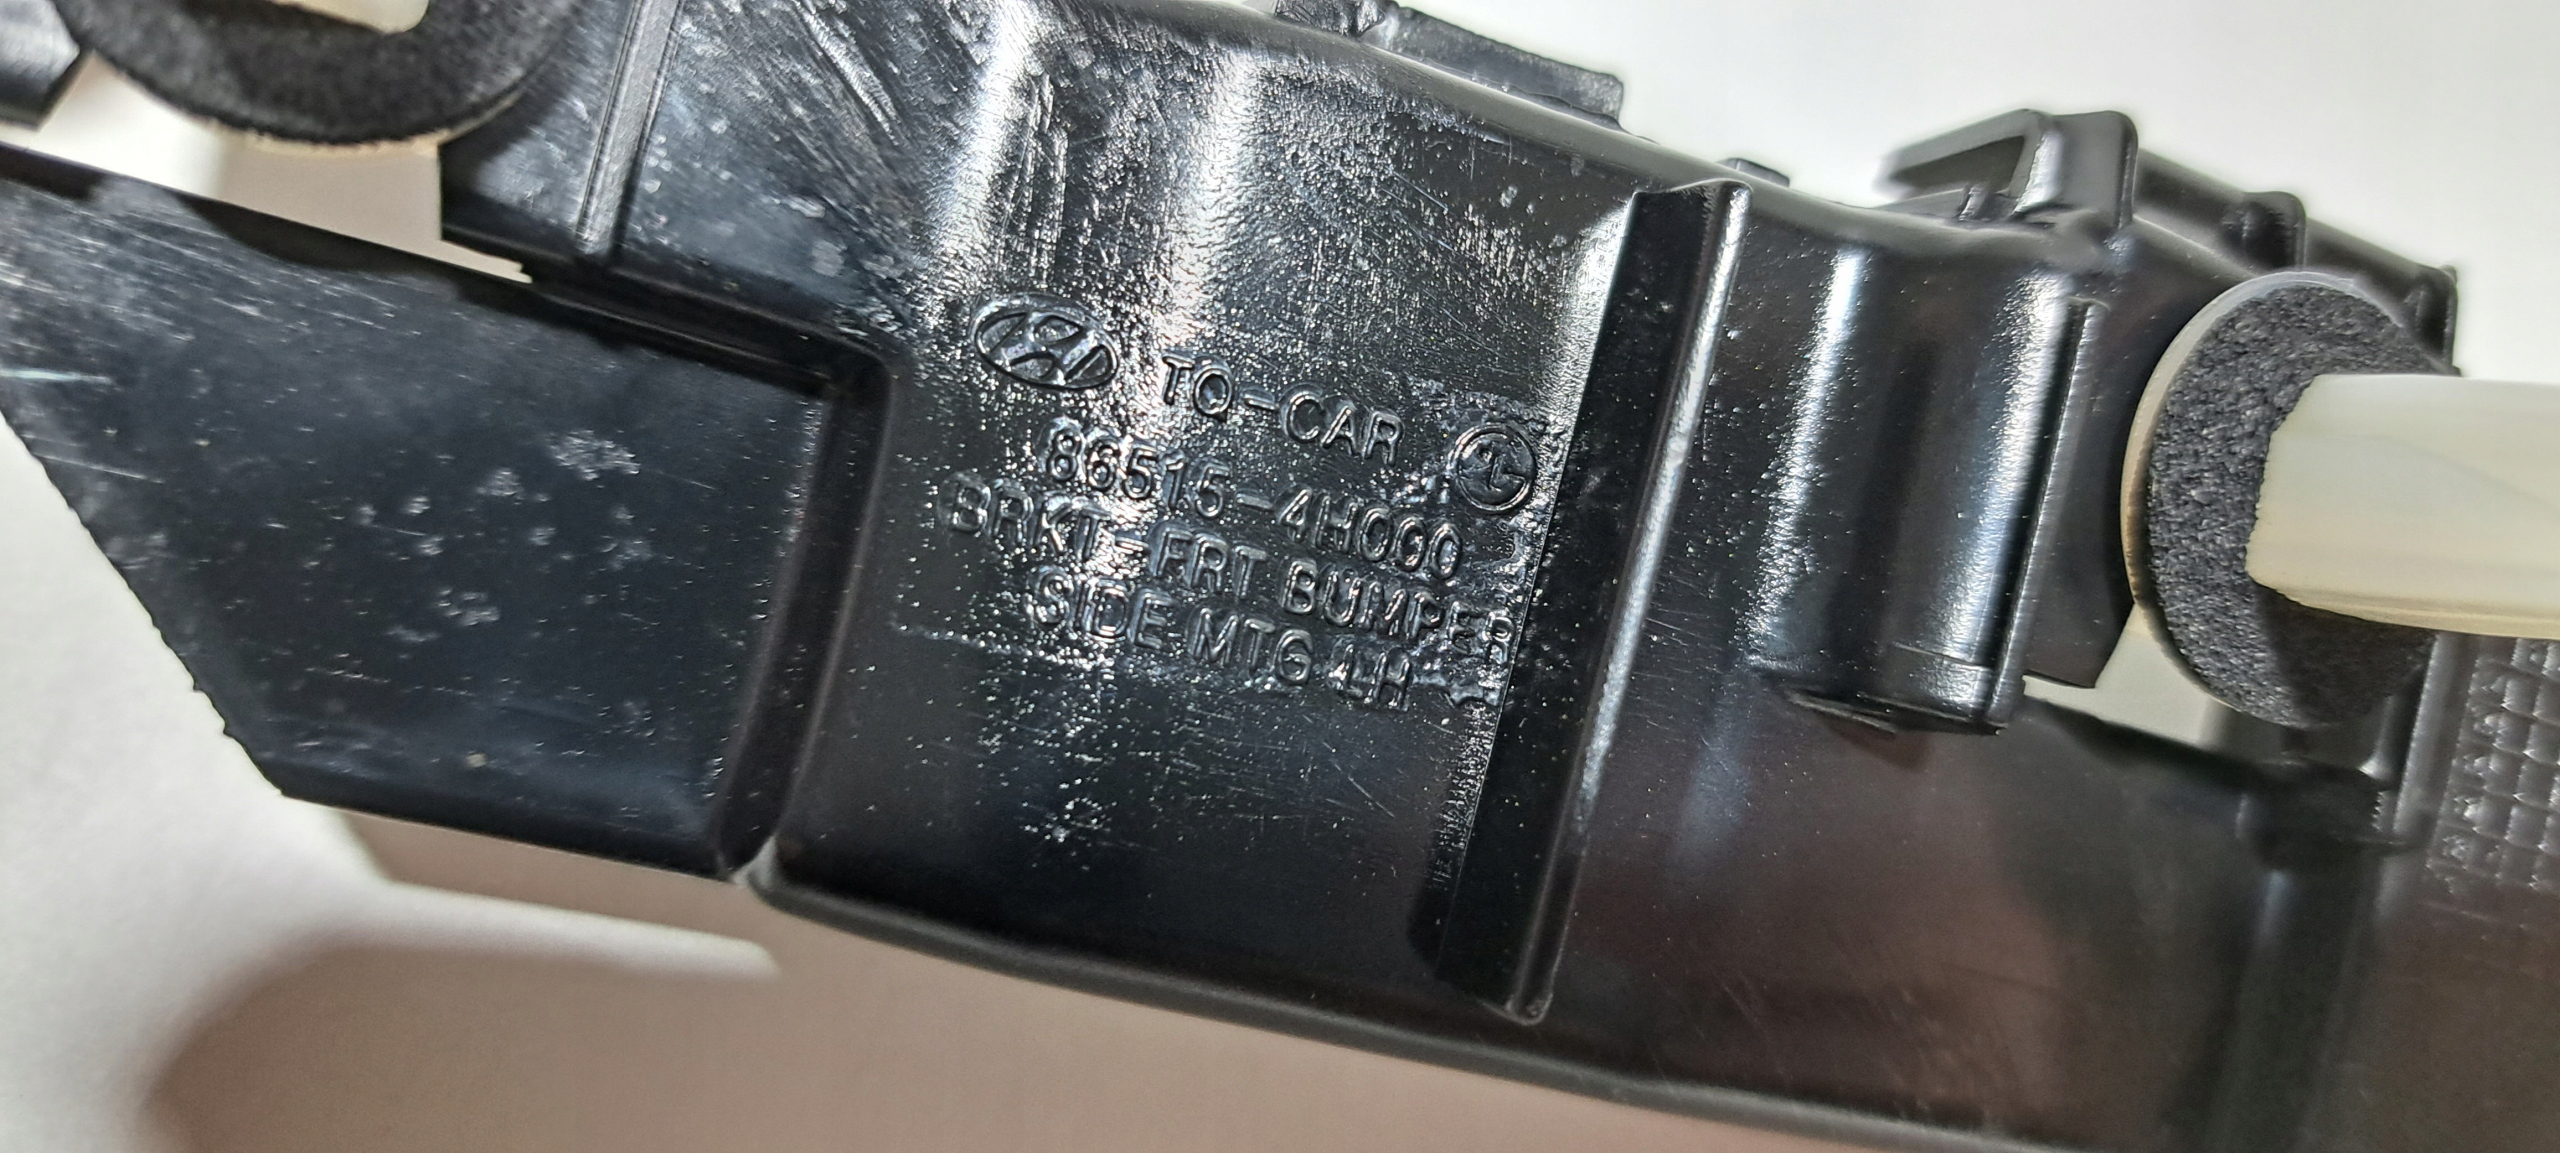 TQ-CAR
86515-4H000
BRKT-FRT BUMPER
SIDE MTG LH